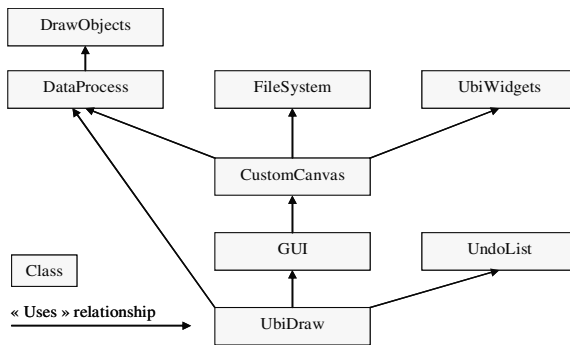 DrawObjects
DataProcess
FileSystem
UbiWidgets
CustomCanvas
GUI
UndoList
Class
« Uses » relationship
UbiDraw